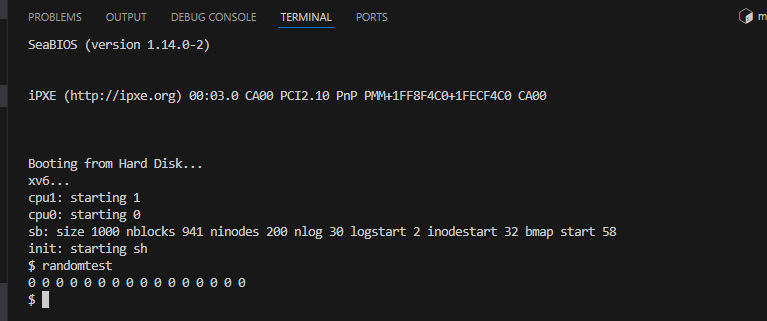 PROBLEMS OUTPUT DEBUG CONSOLE TERMINAL PORTS m
SeaBIOS (version 1.14.0-2)
iPXE (http://ipxe.org) 00:03.0 CA00 PCI2.10 PnP PMM+1FF8F4C0+1FECF4C0 CA00
Booting from Hard Disk...
xv6...
cpu1: starting 1
cpu0: starting 0
sb: size 1000 nblocks 941 ninodes 200 nlog 30 logstart 2 inodestart 32 bmap start 58
init: starting sh
$ randomtest
0 0 0 0 0 0 0 0 0 0 0 0 0 0 0 0
$